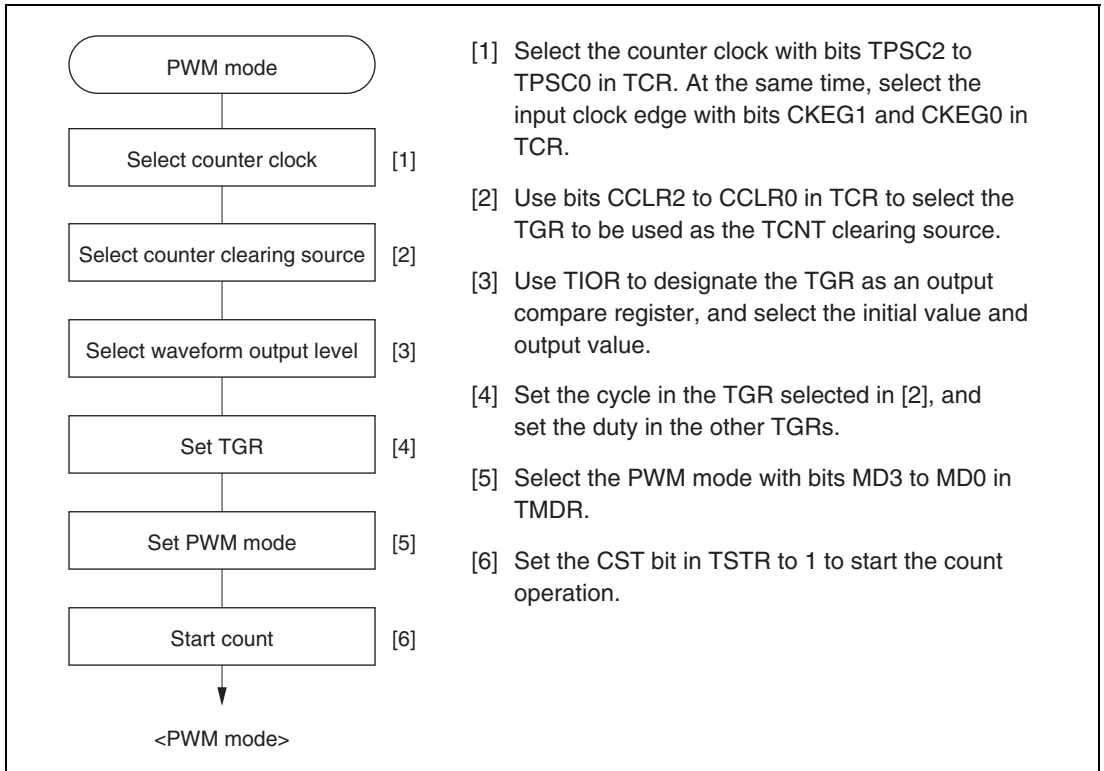 PWM mode
Select counter clock [1]
Select counter clearing source [2]
Select waveform output level [3]
Set TGR [4]
Set PWM mode [5]
Start count [6]
<PWM mode>
[1] Select the counter clock with bits TPSC2 to
TPSC0 in TCR. At the same time, select the
input clock edge with bits CKEG1 and CKEG0 in
TCR.
[2] Use bits CCLR2 to CCLR0 in TCR to select the
TGR to be used as the TCNT clearing source.
[3] Use TIOR to designate the TGR as an output
compare register, and select the initial value and
output value.
[4] Set the cycle in the TGR selected in [2], and
set the duty in the other TGRs.
[5] Select the PWM mode with bits MD3 to MD0 in
TMDR.
[6] Set the CST bit in TSTR to 1 to start the count
operation.